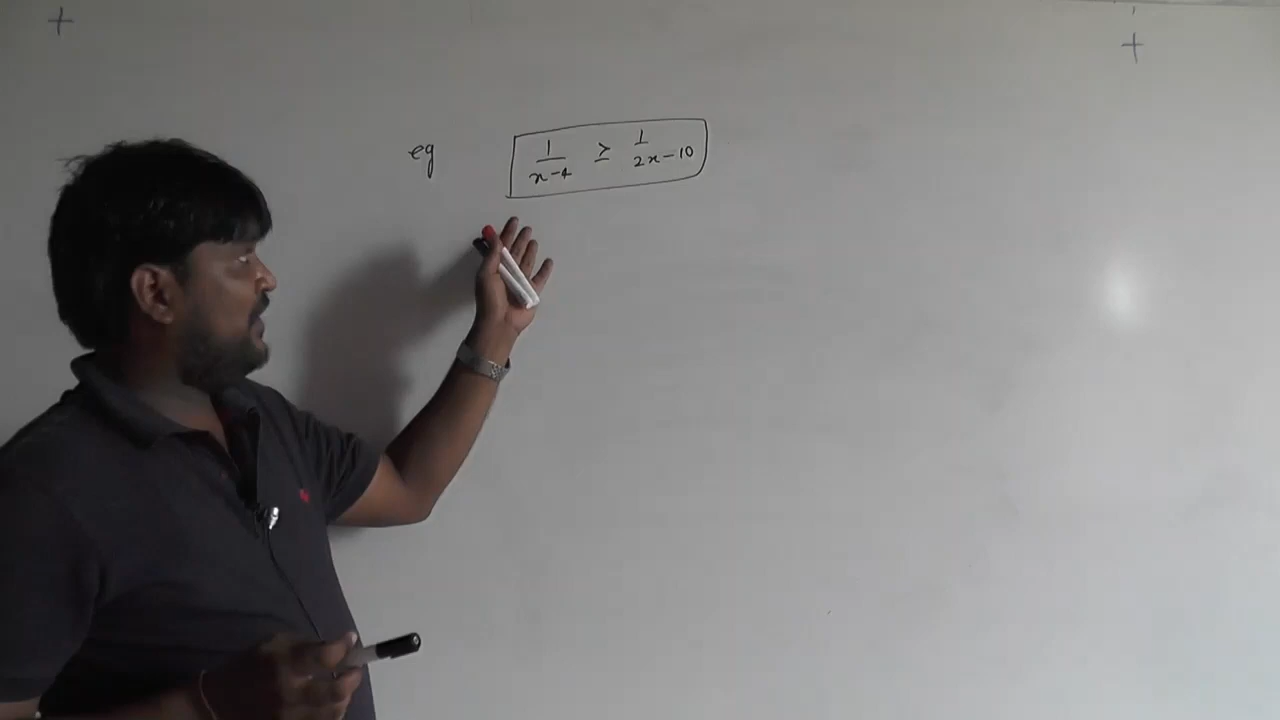 eg 1/(x-4) ≥ 1/(2x-10)